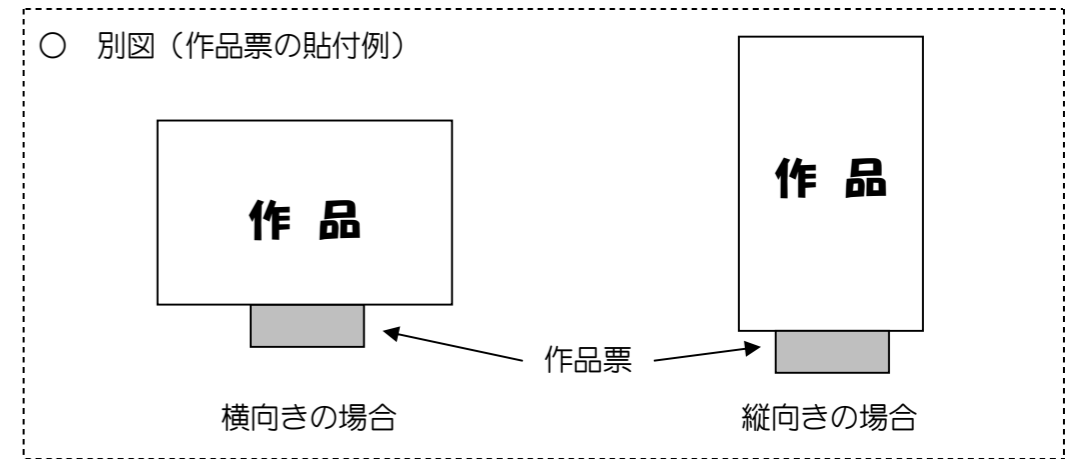 ○ 別図（作品票の貼付例）
作 品
作 品
作品票
横向きの場合
縦向きの場合